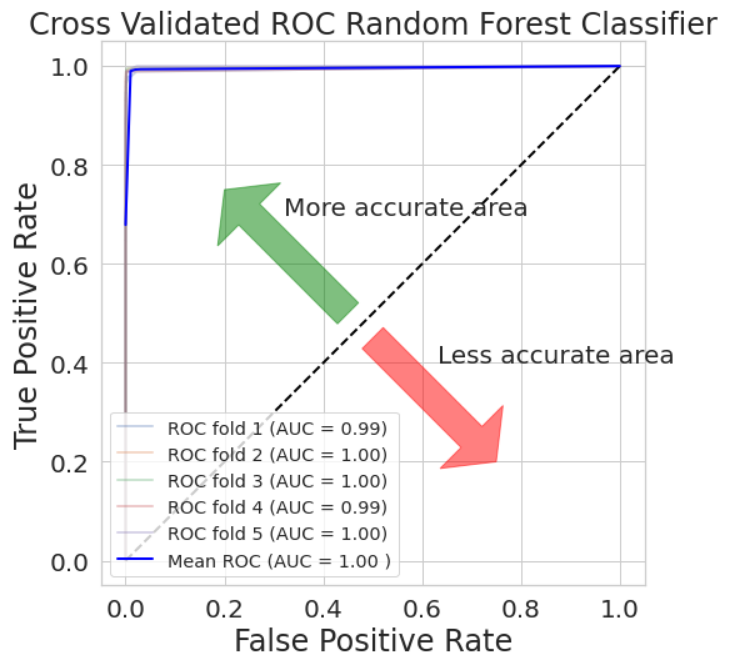 Cross Validated ROC Random Forest Classifier
1.0
0.8
0.6
0.4
0.2
0.0
True Positive Rate
More accurate area
Less accurate area
ROC fold 1 (AUC = 0.99)
ROC fold 2 (AUC = 1.00)
ROC fold 3 (AUC = 1.00)
ROC fold 4 (AUC = 0.99)
ROC fold 5 (AUC = 1.00)
Mean ROC (AUC = 1.00 )
0.0 0.2 0.4 0.6 0.8 1.0
False Positive Rate